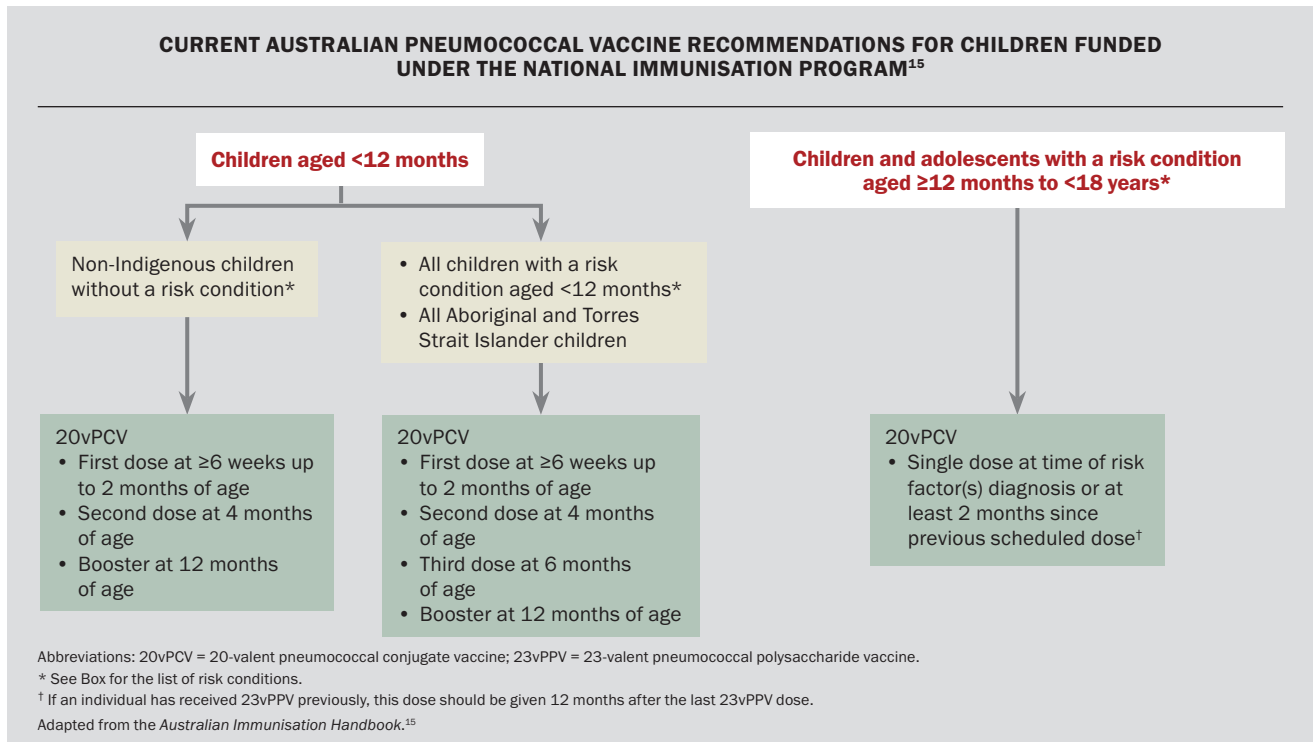 CURRENT AUSTRALIAN PNEUMOCOCCAL VACCINE RECOMMENDATIONS FOR CHILDREN FUNDED
UNDER THE NATIONAL IMMUNISATION PROGRAM¹⁵
Children aged <12 months
Non-Indigenous children
without a risk condition*
• All children with a risk
condition aged <12 months*
• All Aboriginal and Torres
Strait Islander children
20vPCV
• First dose at ≥6 weeks up
to 2 months of age
• Second dose at 4 months
of age
• Booster at 12 months
of age
20vPCV
• First dose at ≥6 weeks up
to 2 months of age
• Second dose at 4 months
of age
• Third dose at 6 months
of age
• Booster at 12 months of age
Children and adolescents with a risk condition
aged ≥12 months to <18 years*
20vPCV
• Single dose at time of risk
factor(s) diagnosis or at
least 2 months since
previous scheduled dose†
Abbreviations: 20vPCV = 20-valent pneumococcal conjugate vaccine; 23vPPV = 23-valent pneumococcal polysaccharide vaccine.
* See Box for the list of risk conditions.
† If an individual has received 23vPPV previously, this dose should be given 12 months after the last 23vPPV dose.
Adapted from the Australian Immunisation Handbook.¹⁵